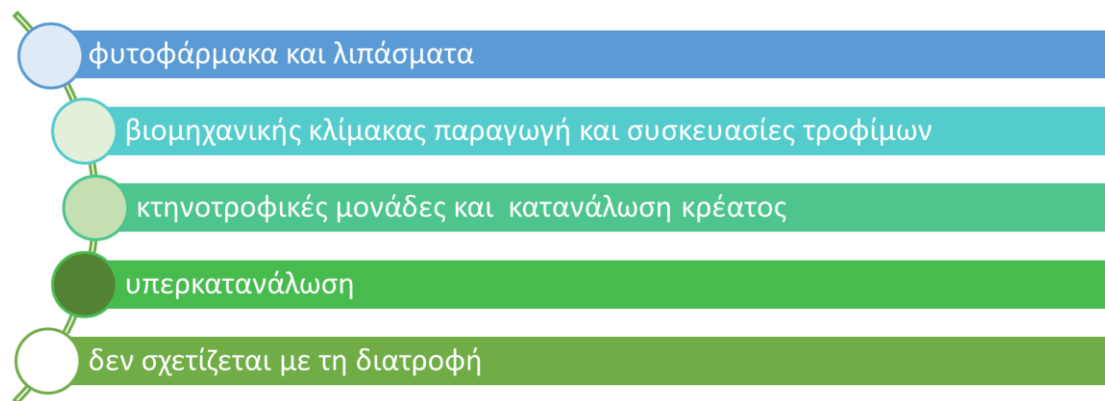 φυτοφάρμακα και λιπάσματα
βιομηχανικής κλίμακας παραγωγή και συσκευασίες τροφίμων
κτηνοτροφικές μονάδες και κατανάλωση κρέατος
υπερκατανάλωση
δεν σχετίζεται με τη διατροφή